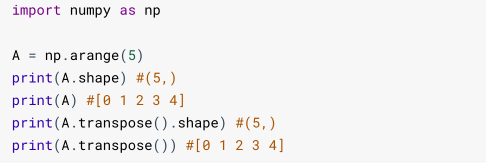 import numpy as np
A = np.arange(5)
print(A.shape) #(5,)
print(A) #[0 1 2 3 4]
print(A.transpose().shape) #(5,)
print(A.transpose()) #[0 1 2 3 4]